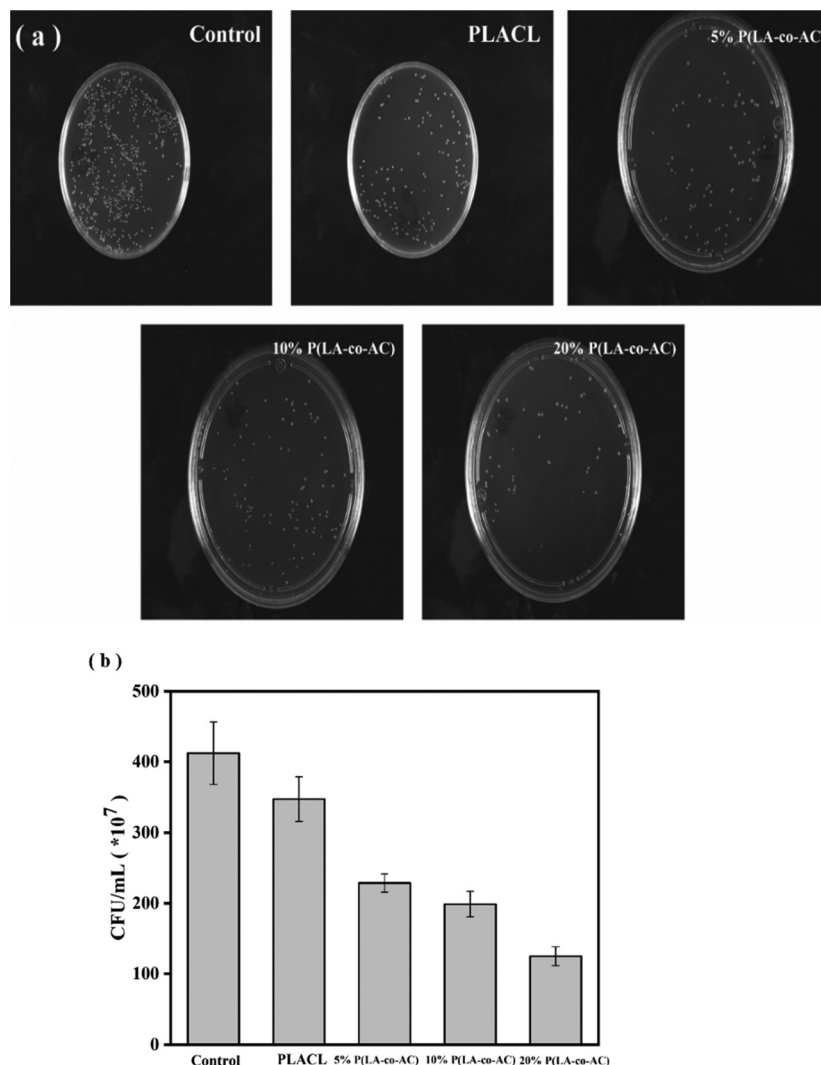 ( a )
Control
PLACL
5% P(LA-co-AC
10% P(LA-co-AC)
20% P(LA-co-AC)
( b )
500
400
300
200
100
0
CFU/mL ( *10⁷ )
Control PLACL 5% P(LA-co-AC) 10% P(LA-co-AC) 20% P(LA-co-AC)